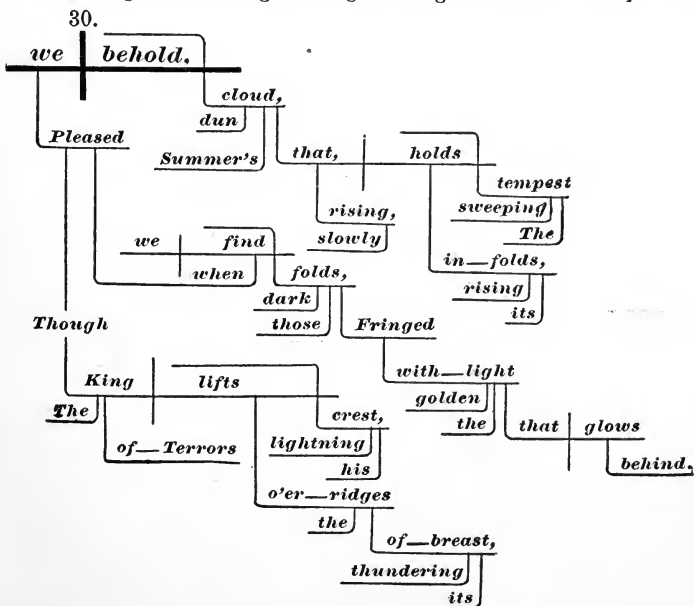 30.
we behold,
cloud,
dun
Pleased
Summer's that, holds
tempest
rising, sweeping
slowly The
we find in—folds,
when folds, rising
dark its
those
Though Fringed
King lifts with—light
The golden
crest, the that glows
of—Terrors lightning
his behind,
o'er—ridges
the
of—breast,
thundering
its